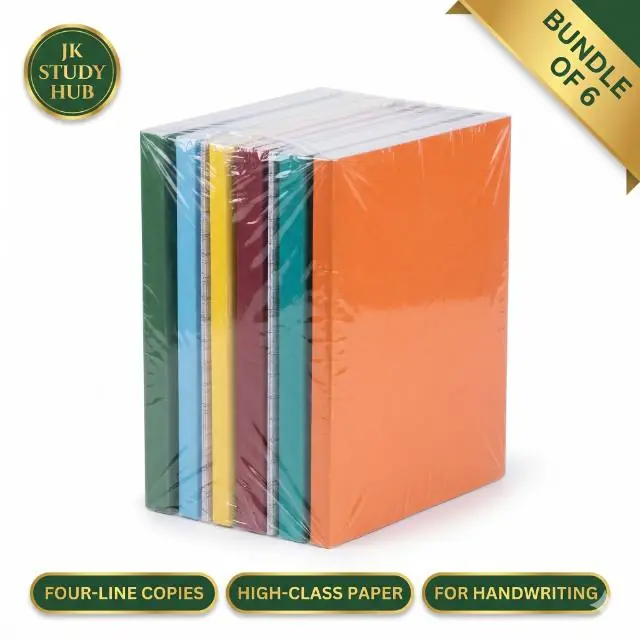 JK
STUDY
HUB
BUNDLE
OF 6
FOUR-LINE COPIES
HIGH-CLASS PAPER
FOR HANDWRITING